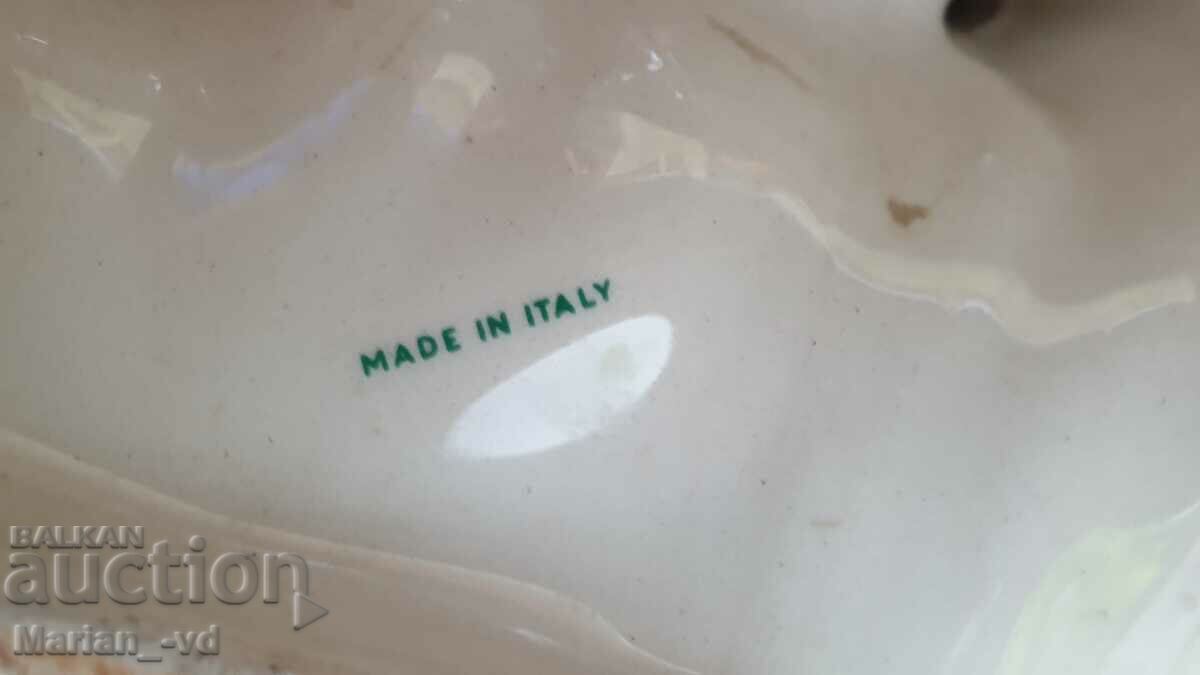 MADE IN ITALY
BALKAN
auction
Marian_-vd